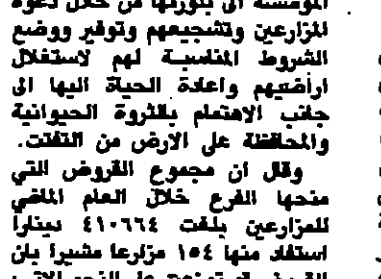 المؤسسة الى بلورتها من خلال دعوة
المزارعين وتشجيعهم وتوفير ووضع
الشروط المناسبة لهم لاستغلال
اراضيهم واعادة الحياة اليها الى
جانب الاهتمام بالثروة الحيوانية
والمحافظة على الارض من التفتت.
وقال ان مجموع القروض التي
منحها الفرع خلال العام الماضي
للمزارعين بلغت ٤١٠٦٦٤ دينارا
استفاد منها ١٥٤ مزارعا مشيرا بان